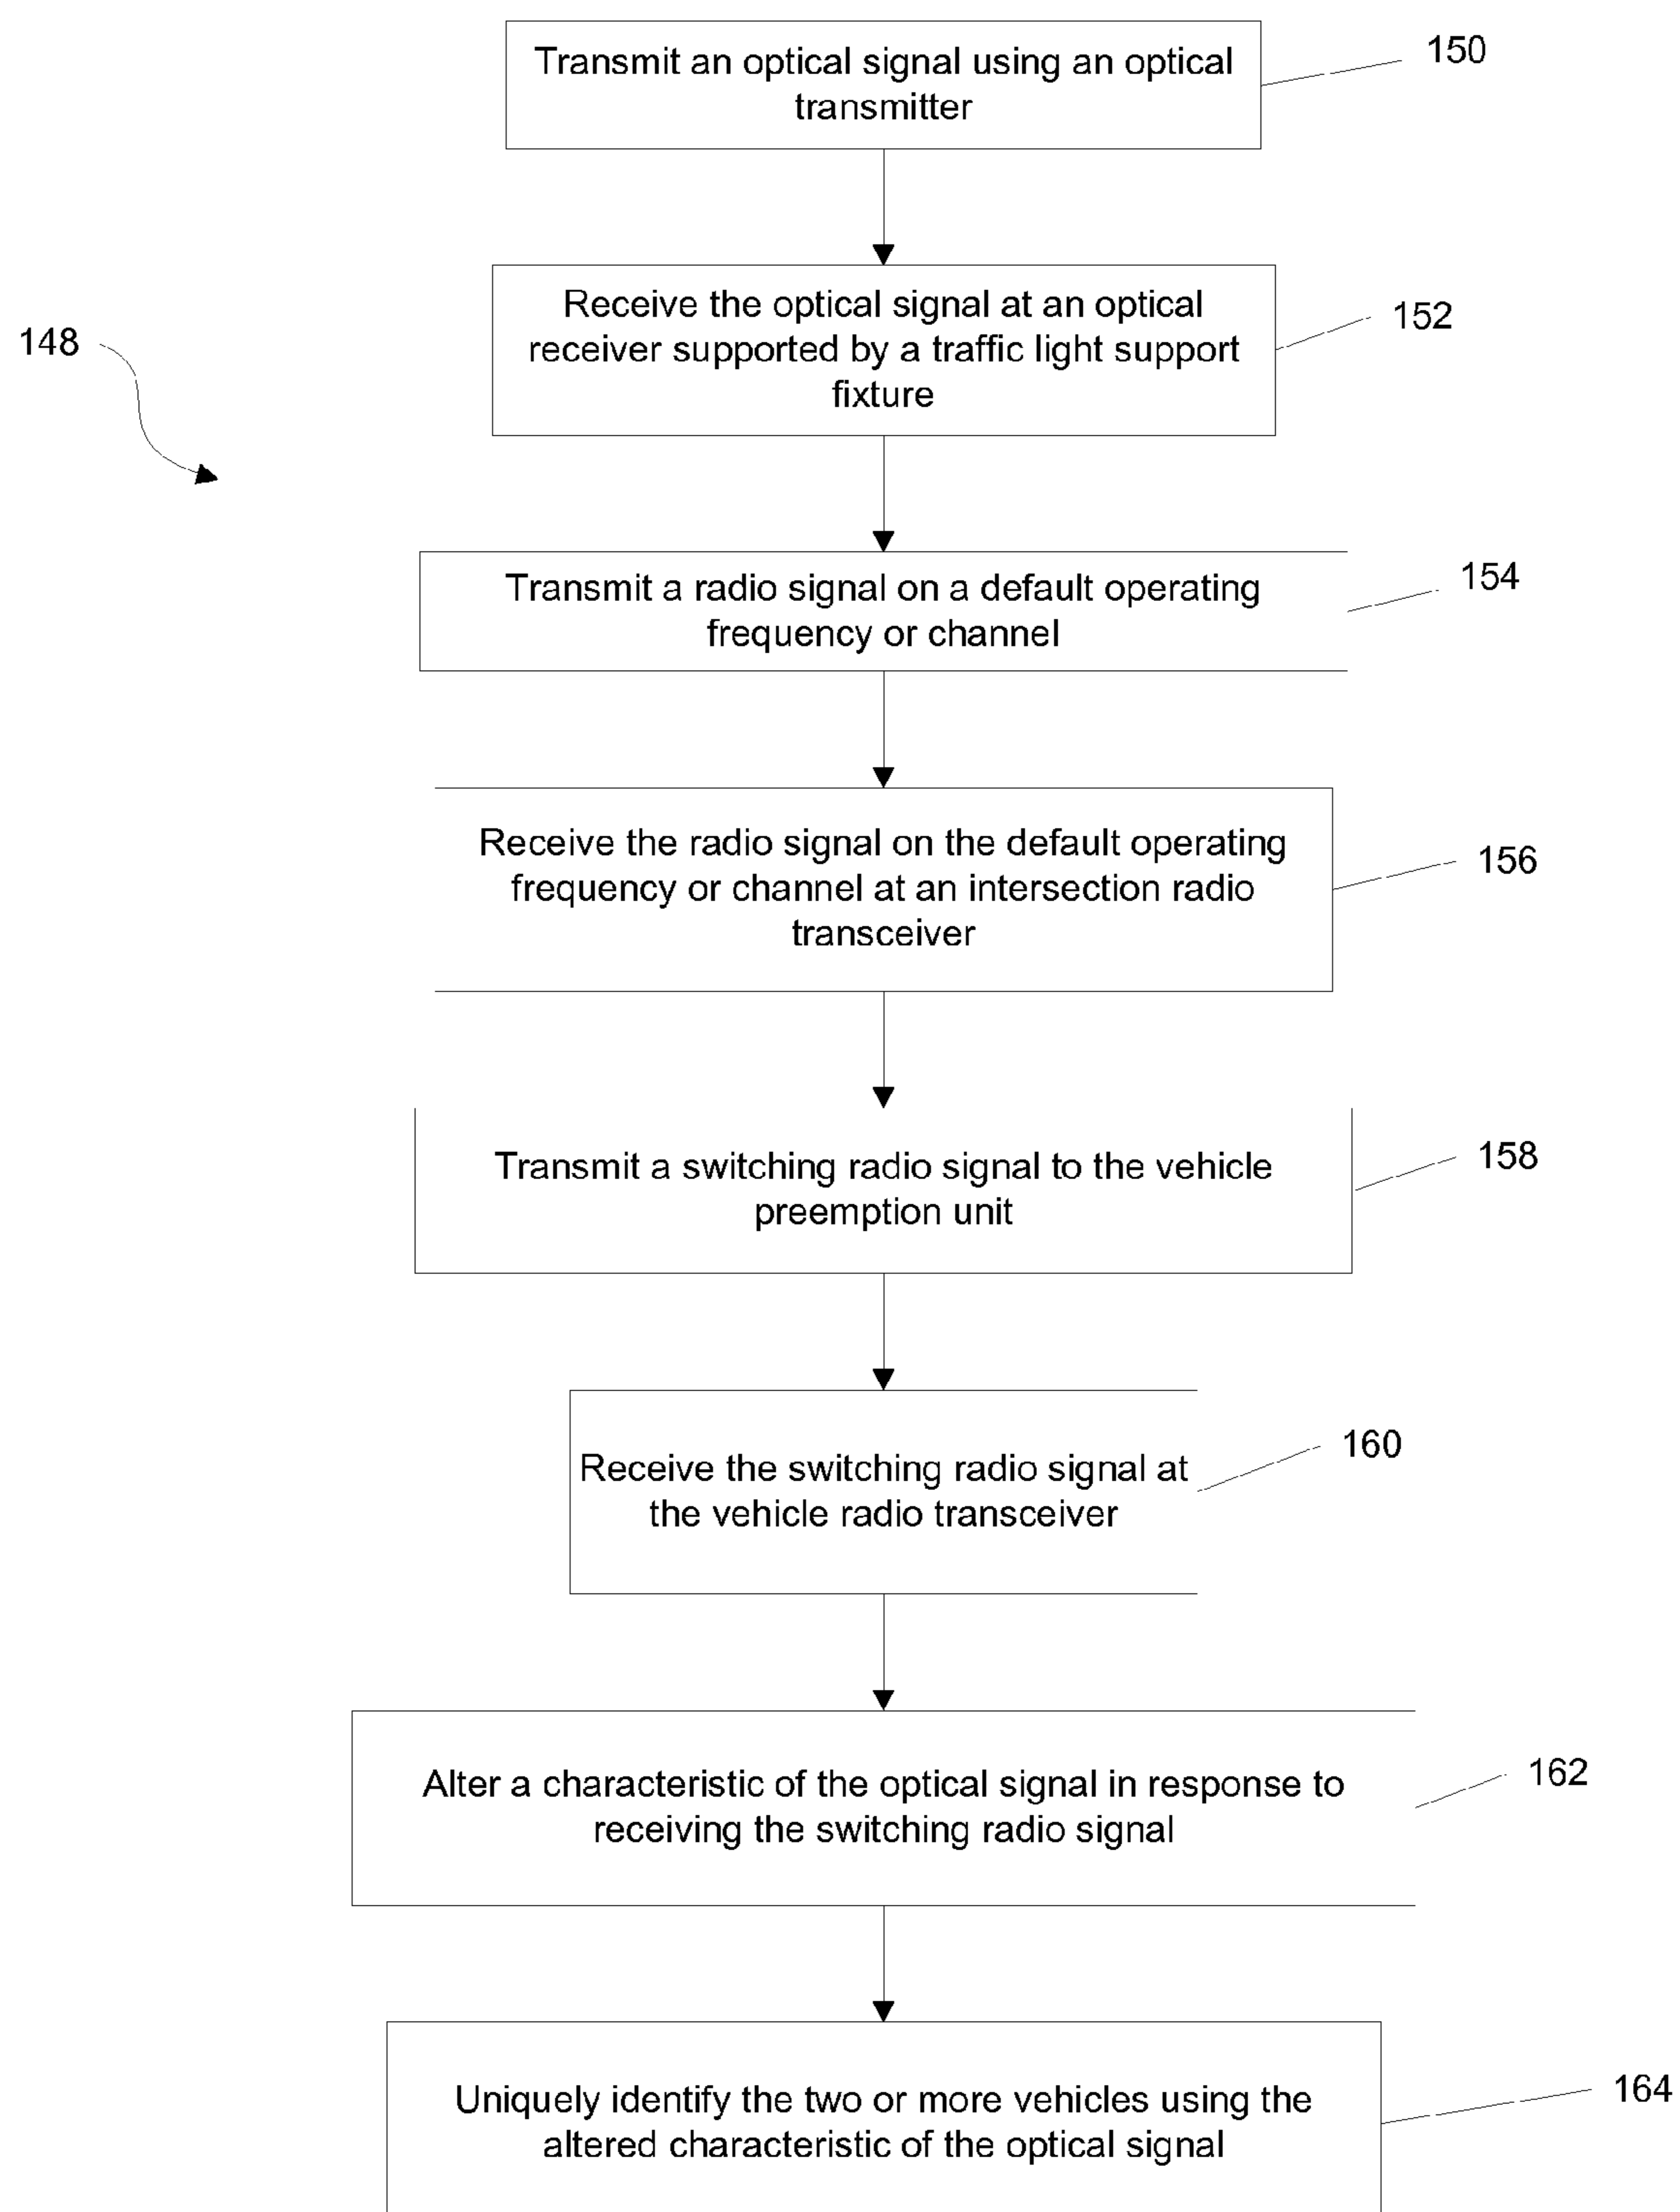 Transmit an optical signal using an optical
transmitter
150
Receive the optical signal at an optical
receiver supported by a traffic light support
fixture
152
148
Transmit a radio signal on a default operating
frequency or channel
154
Receive the radio signal on the default operating
frequency or channel at an intersection radio
transceiver
156
Transmit a switching radio signal to the vehicle
preemption unit
158
Receive the switching radio signal at
the vehicle radio transceiver
160
Alter a characteristic of the optical signal in response to
receiving the switching radio signal
162
Uniquely identify the two or more vehicles using the
altered characteristic of the optical signal
164